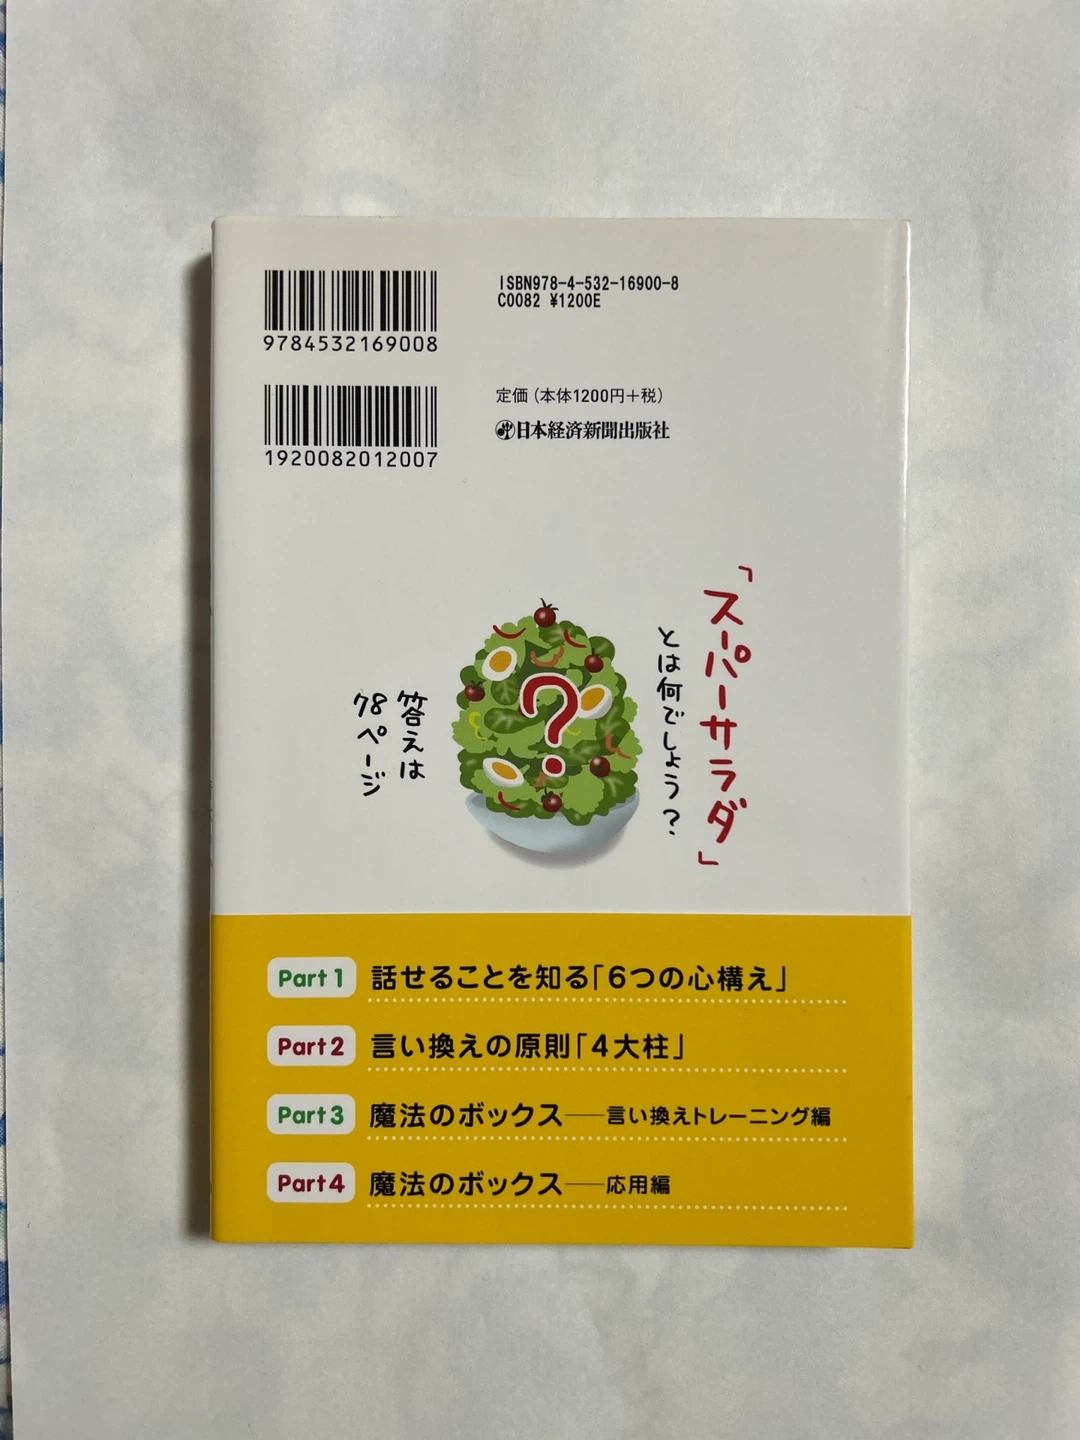 9784532169008
ISBN978-4-532-16900-8
C0082 ¥1200E
1920082012007
定価（本体1200円+税）
日本経済新聞出版社
「スーパーサラダ」
とは何でしょう？
?
答えは
78ページ
Part 1 話せることを知る「6つの心構え」
Part 2 言い換えの原則「4大柱」
Part 3 魔法のボックス──言い換えトレーニング編
Part 4 魔法のボックス──応用編